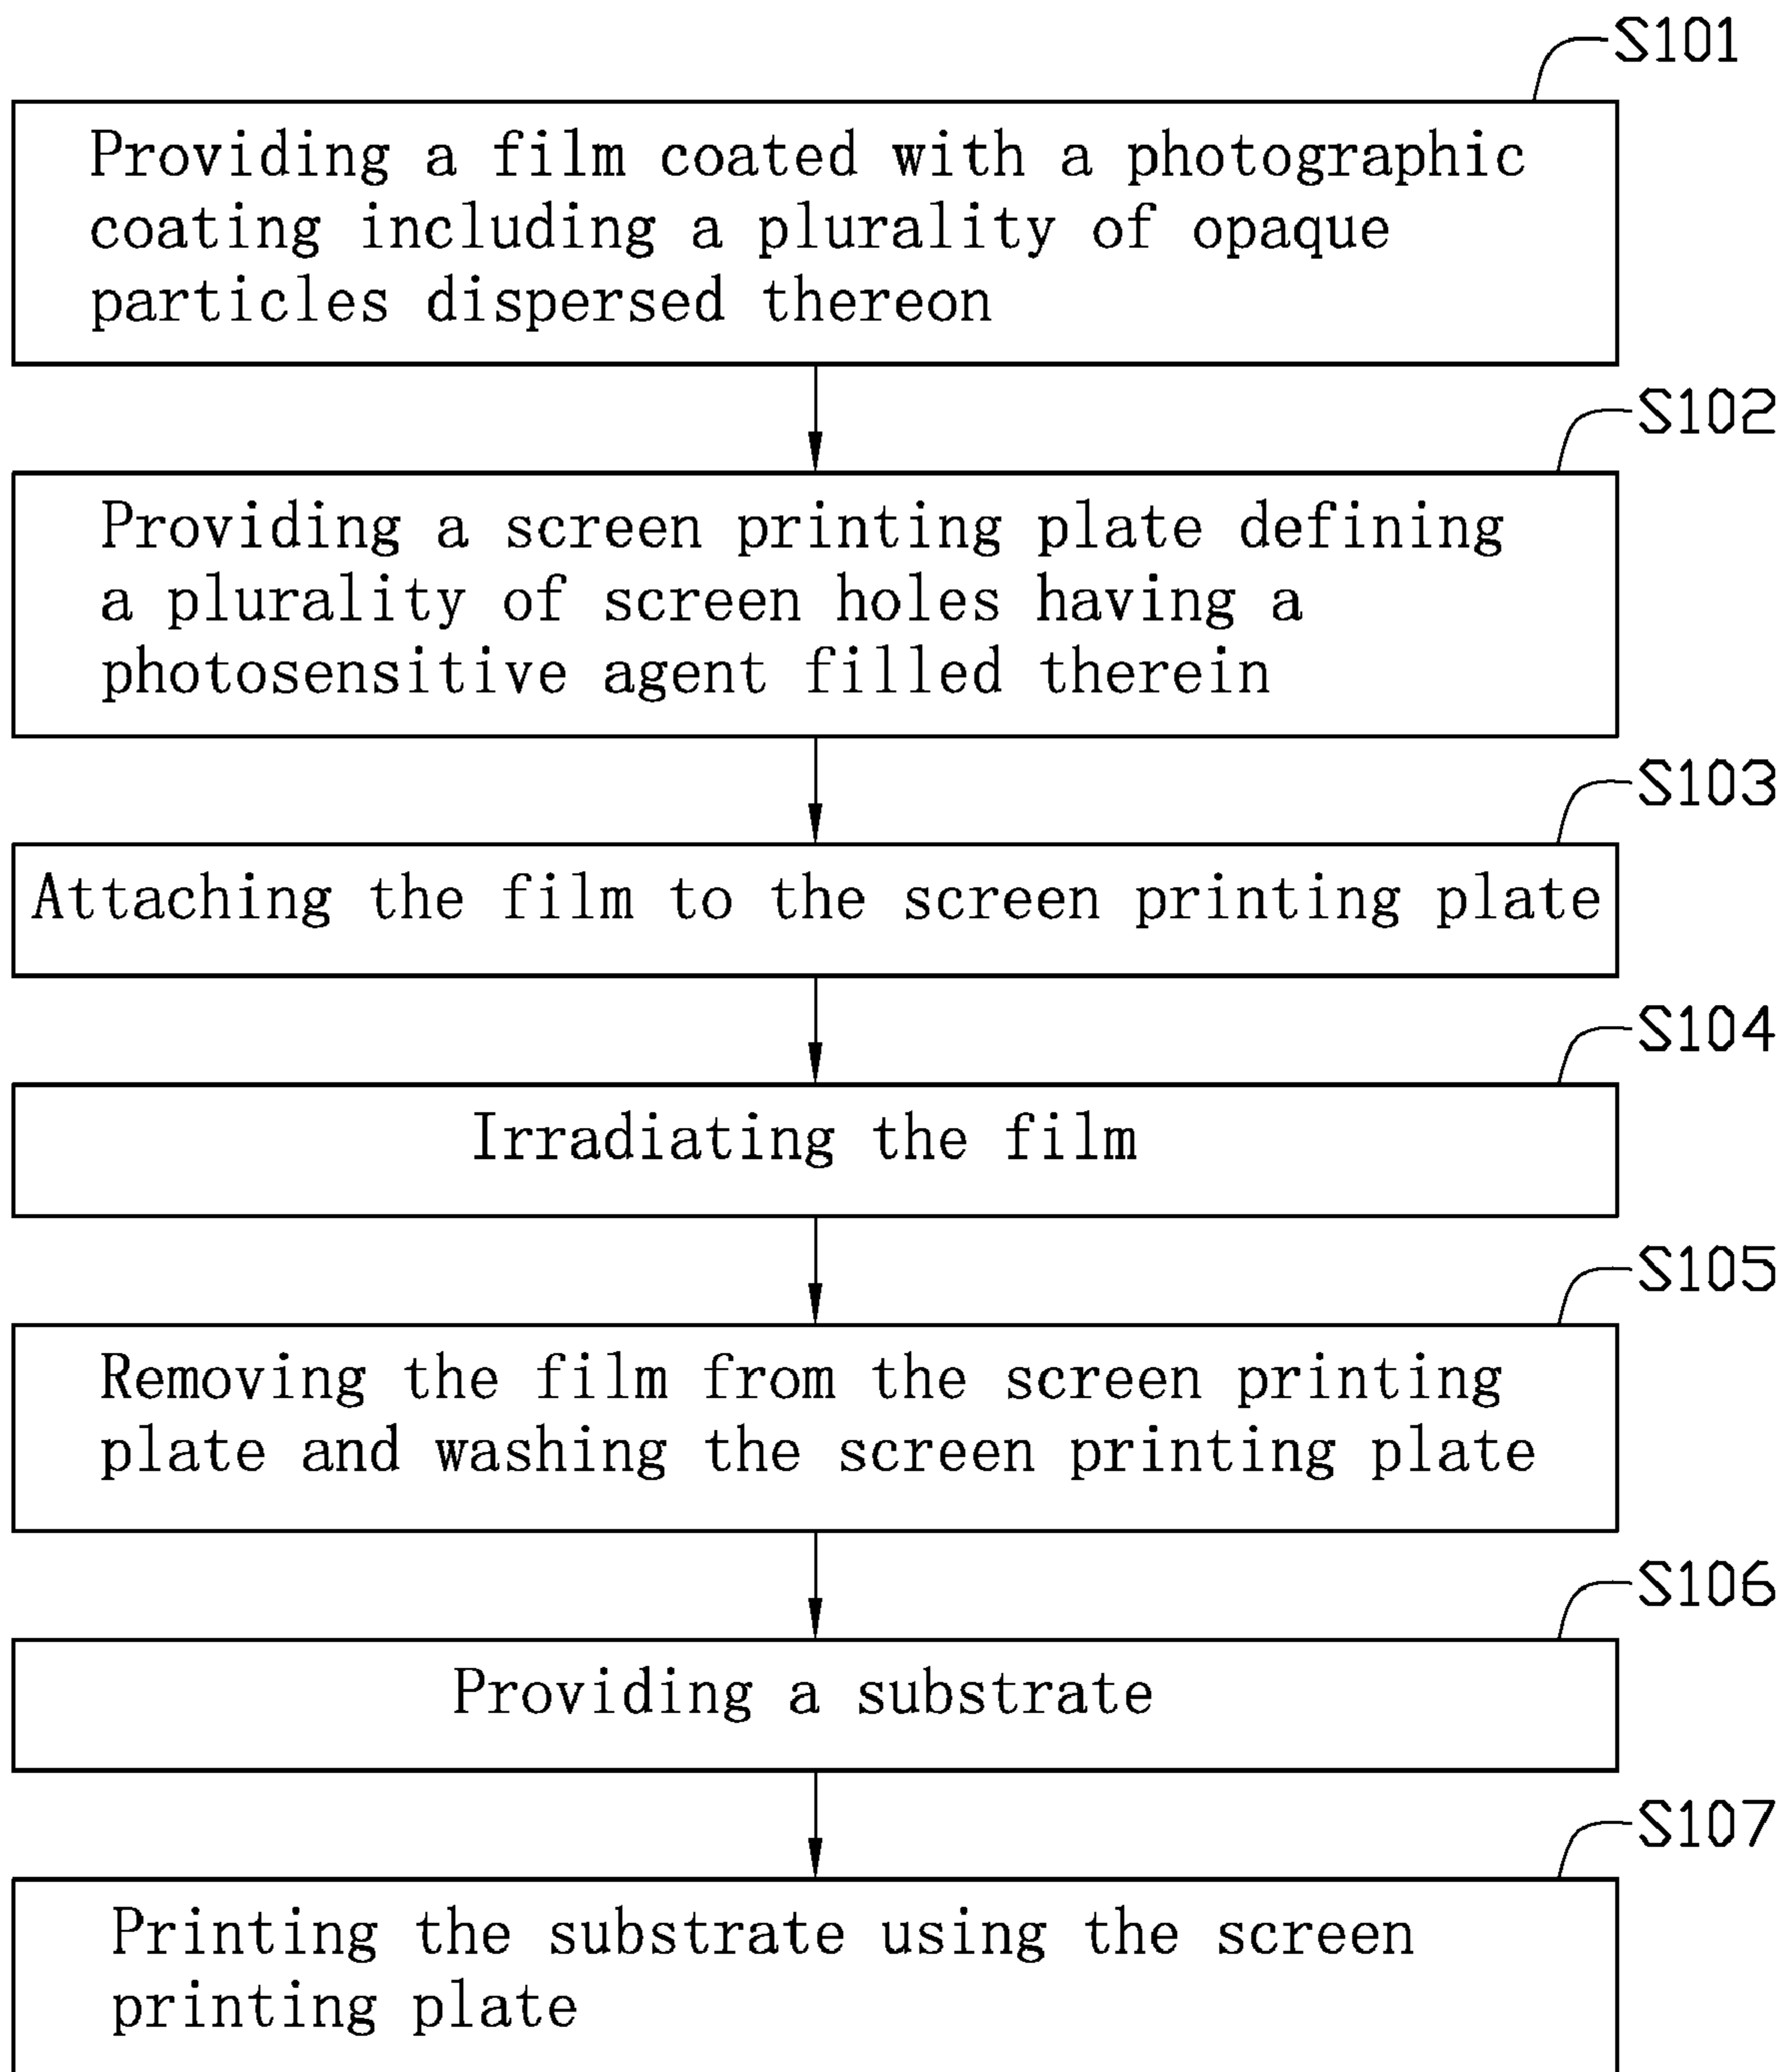 S101
Providing a film coated with a photographic
coating including a plurality of opaque
particles dispersed thereon
S102
Providing a screen printing plate defining
a plurality of screen holes having a
photosensitive agent filled therein
S103
Attaching the film to the screen printing plate
S104
Irradiating the film
S105
Removing the film from the screen printing
plate and washing the screen printing plate
S106
Providing a substrate
S107
Printing the substrate using the screen
printing plate